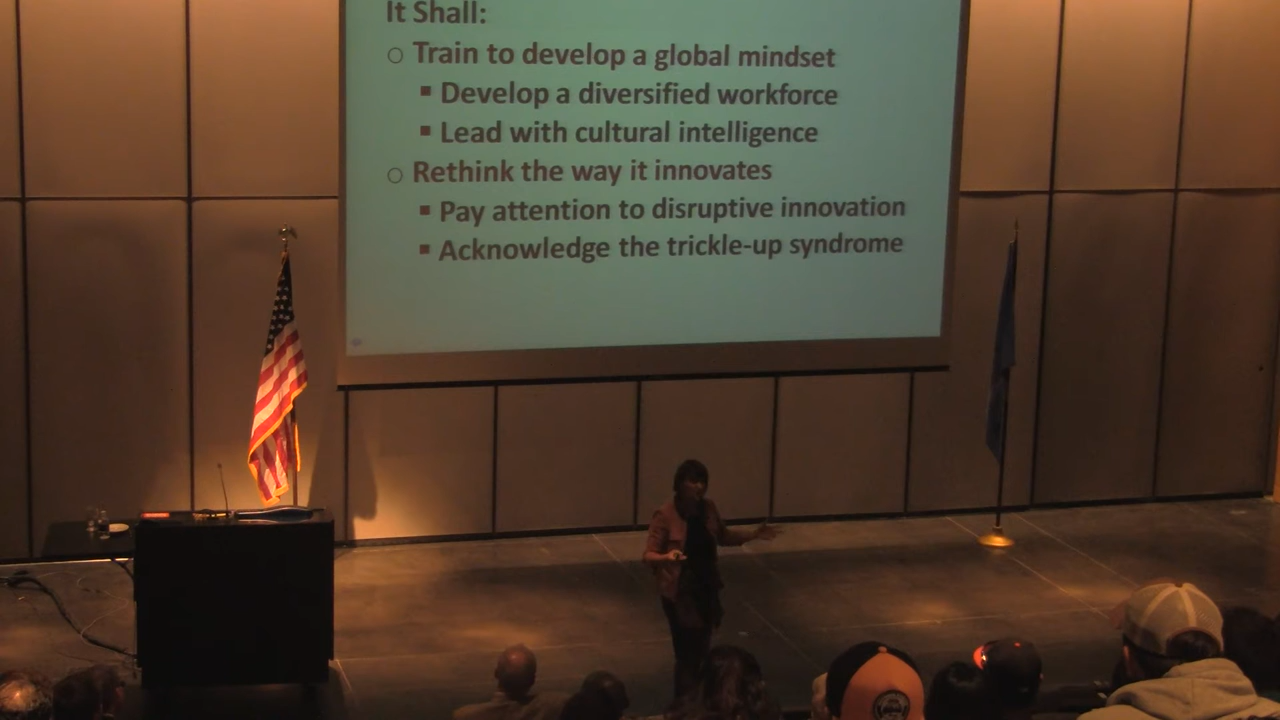 It Shall:
Train to develop a global mindset
Develop a diversified workforce
Lead with cultural intelligence
Rethink the way it innovates
Pay attention to disruptive innovation
Acknowledge the trickle-up syndrome